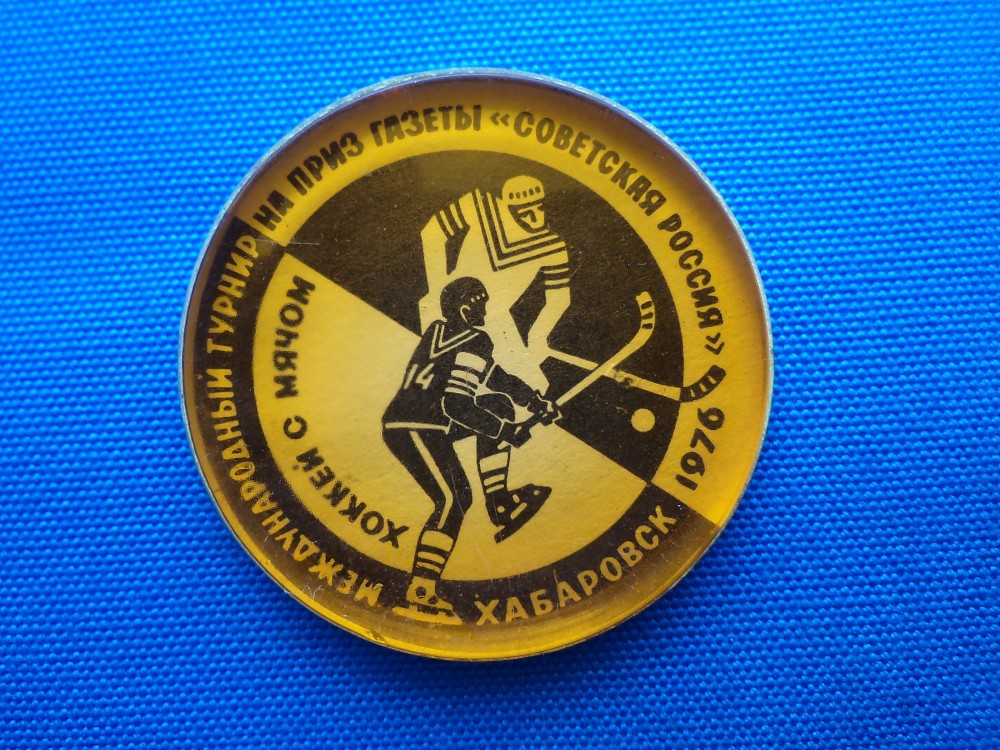 МЕЖДУНАРОДНЫЙ ТУРНИР НА ПРИЗ ГАЗЕТЫ «СОВЕТСКАЯ РОССИЯ»
ХОККЕЙ С МЯЧОМ
14
ХАБАРОВСК 1976